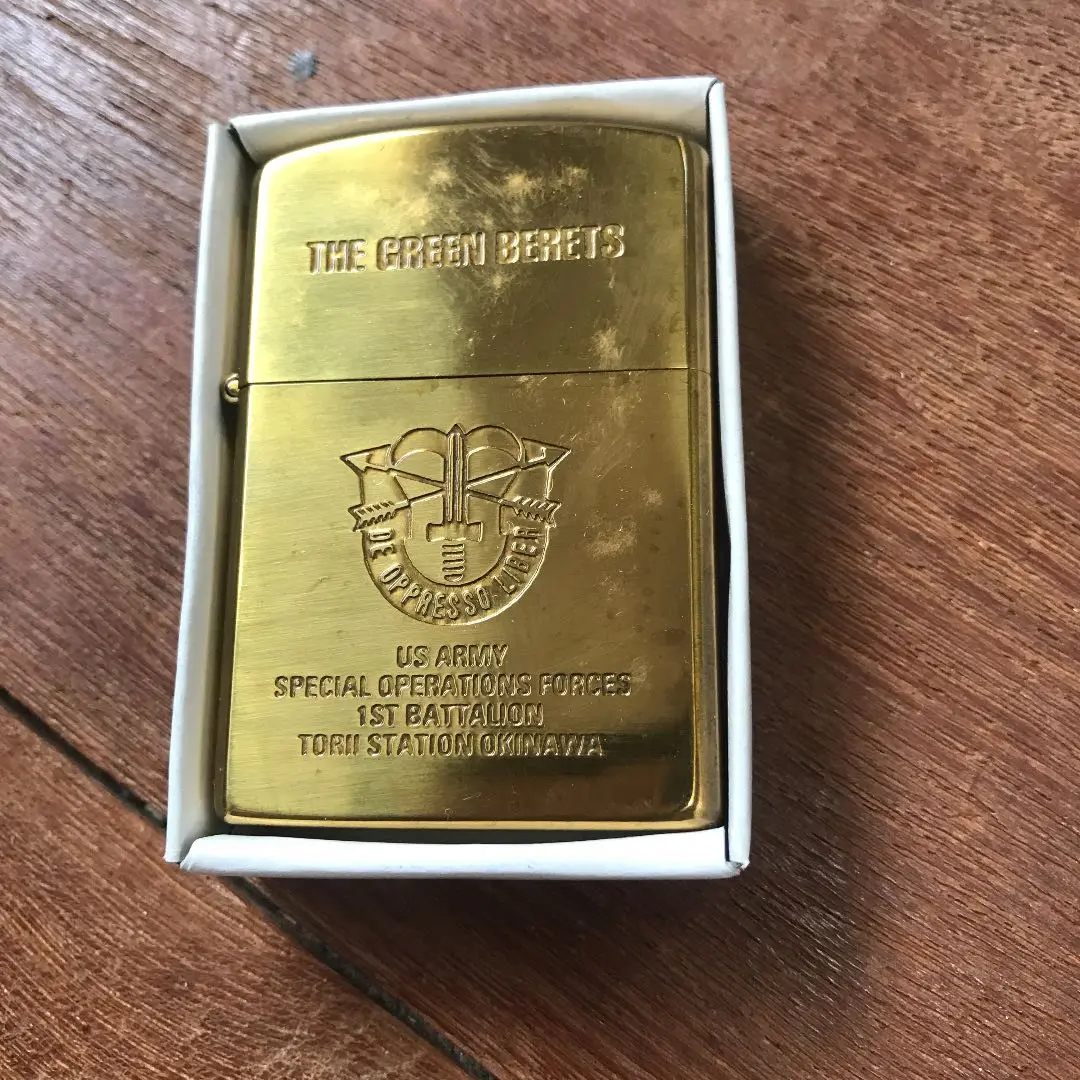 THE GREEN BERETS
DE OPPRESSO LIBER
US ARMY
SPECIAL OPERATIONS FORCES
1ST BATTALION
TORII STATION OKINAWA